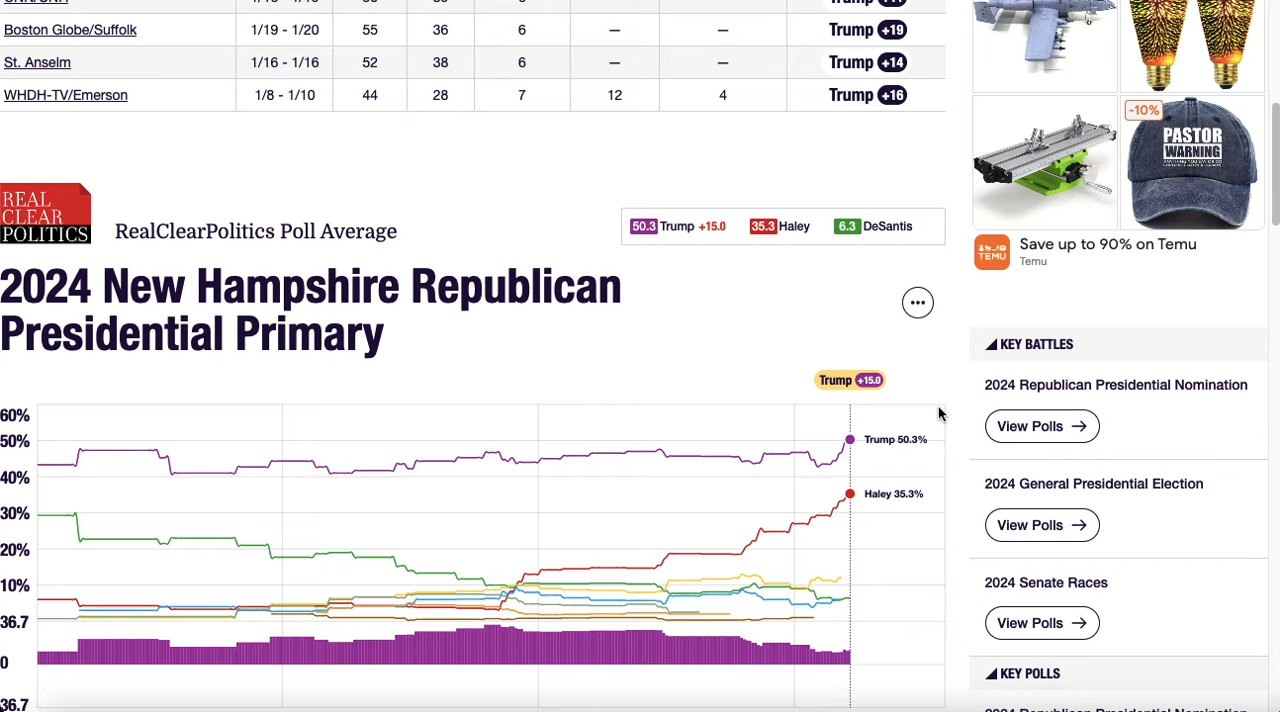 Boston Globe/Suffolk 1/19 - 1/20 55 36 6 — — Trump +19
St. Anselm 1/16 - 1/16 52 38 6 — — Trump +14
WHDH-TV/Emerson 1/8 - 1/10 44 28 7 12 4 Trump +16
REAL
CLEAR
POLITICS
RealClearPolitics Poll Average
50.3 Trump +15.0 35.3 Haley 6.3 DeSantis
2024 New Hampshire Republican
Presidential Primary
Trump +15.0
60%
50%
Trump 50.3%
40%
Haley 35.3%
30%
20%
10%
36.7
0
36.7
-10%
PASTOR
WARNING
TEMU
Save up to 90% on Temu
Temu
KEY BATTLES
2024 Republican Presidential Nomination
View Polls
2024 General Presidential Election
View Polls
2024 Senate Races
View Polls
KEY POLLS
2024 Republican Presidential Nomination